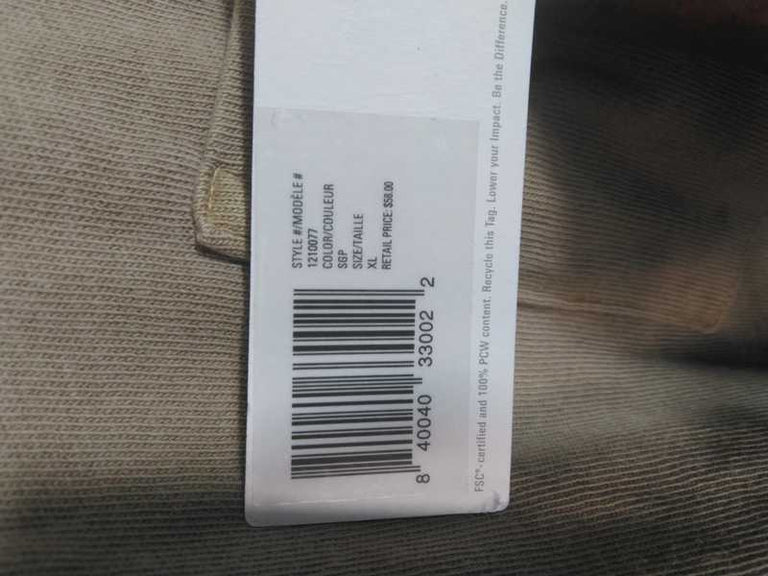 STYLE #/MODÈLE #
1210077
COLOR/COULEUR
SGP
SIZE/TAILLE
XL
RETAIL PRICE: $58.00
8 40040 33002 2
FSC®- certified and 100% PCW content. Recycle this Tag. Lower your Impact. Be the Difference.